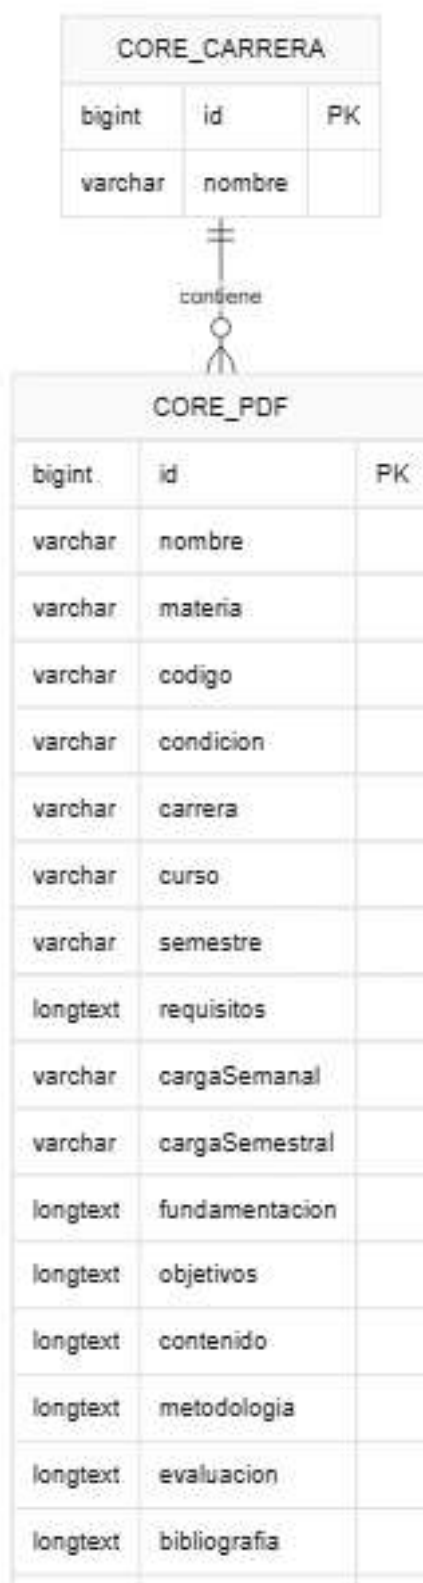 CORE_CARRERA
bigint id PK
varchar nombre
contiene
CORE_PDF
bigint id PK
varchar nombre
varchar materia
varchar codigo
varchar condicion
varchar carrera
varchar curso
varchar semestre
longtext requisitos
varchar cargaSemanal
varchar cargaSemestral
longtext fundamentacion
longtext objetivos
longtext contenido
longtext metodologia
longtext evaluacion
longtext bibliografia